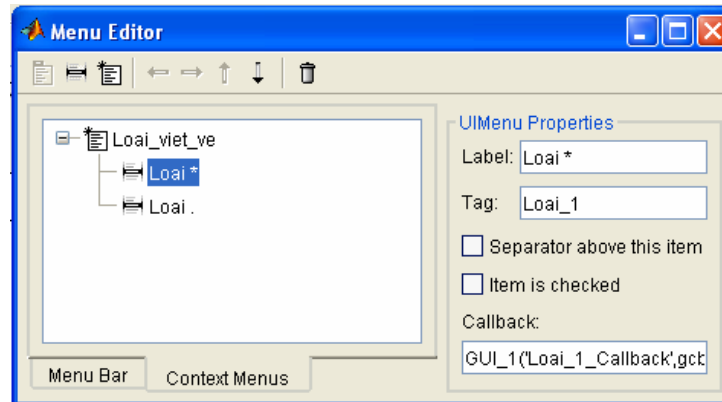 Menu Editor
Loai_viet_ve
Loai *
Loai .
Menu Bar
Context Menus
UIMenu Properties
Label: Loai *
Tag: Loai_1
Separator above this item
Item is checked
Callback:
GUI_1('Loai_1_Callback',gcb